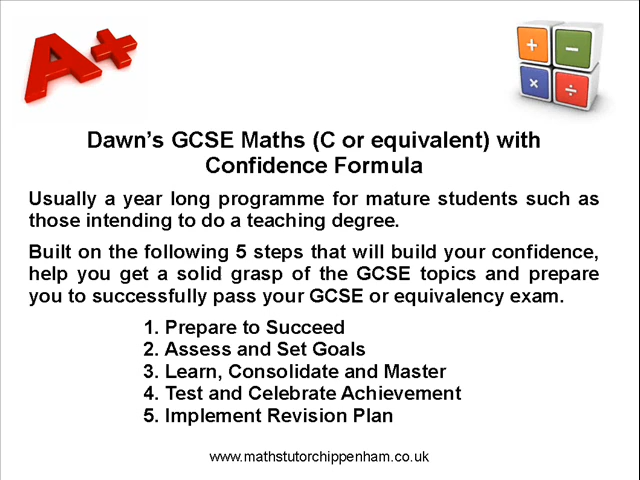 A+
+ −
× ÷
Dawn's GCSE Maths (C or equivalent) with
Confidence Formula
Usually a year long programme for mature students such as
those intending to do a teaching degree.
Built on the following 5 steps that will build your confidence,
help you get a solid grasp of the GCSE topics and prepare
you to successfully pass your GCSE or equivalency exam.
1. Prepare to Succeed
2. Assess and Set Goals
3. Learn, Consolidate and Master
4. Test and Celebrate Achievement
5. Implement Revision Plan
www.mathstutorchippenham.co.uk